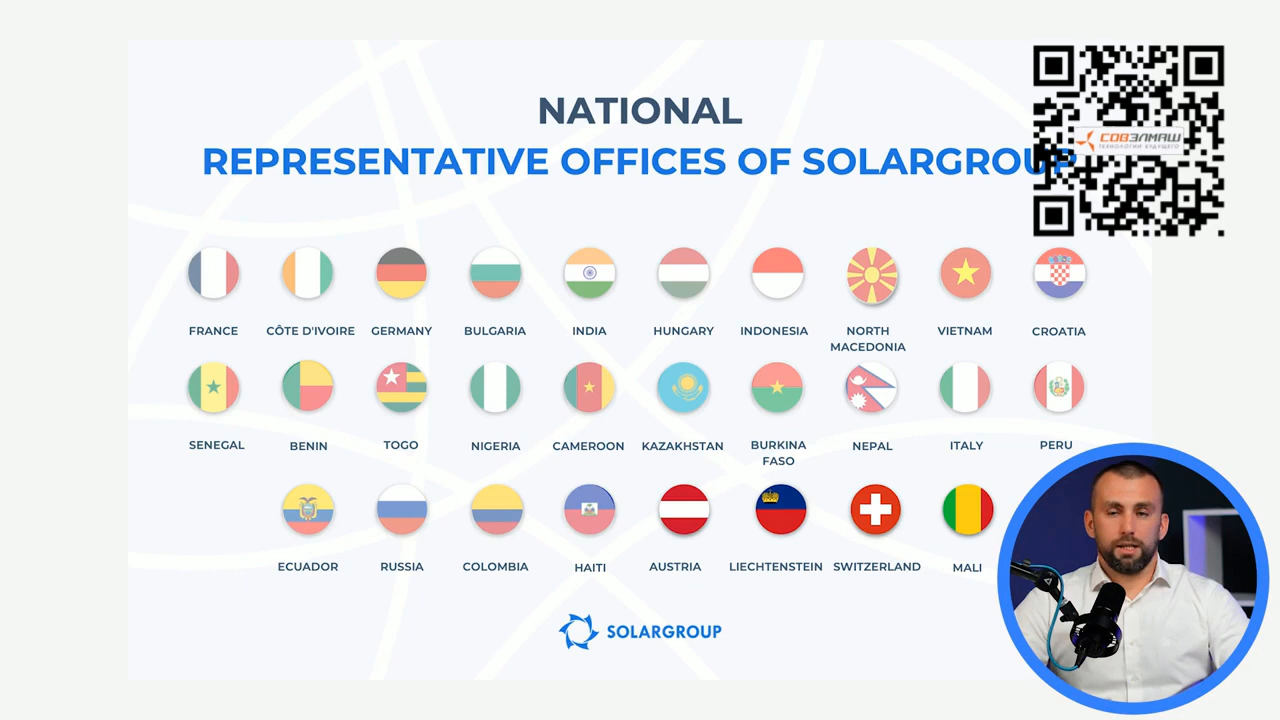 NATIONAL
REPRESENTATIVE OFFICES OF SOLARGROUP
СОВЭЛМАШ
ТЕХНОЛОГИИ БУДУЩЕГО
FRANCE CÔTE D'IVOIRE GERMANY BULGARIA INDIA HUNGARY INDONESIA NORTH VIETNAM CROATIA
MACEDONIA
SENEGAL BENIN TOGO NIGERIA CAMEROON KAZAKHSTAN BURKINA NEPAL ITALY PERU
FASO
ECUADOR RUSSIA COLOMBIA HAITI AUSTRIA LIECHTENSTEIN SWITZERLAND MALI
SOLARGROUP